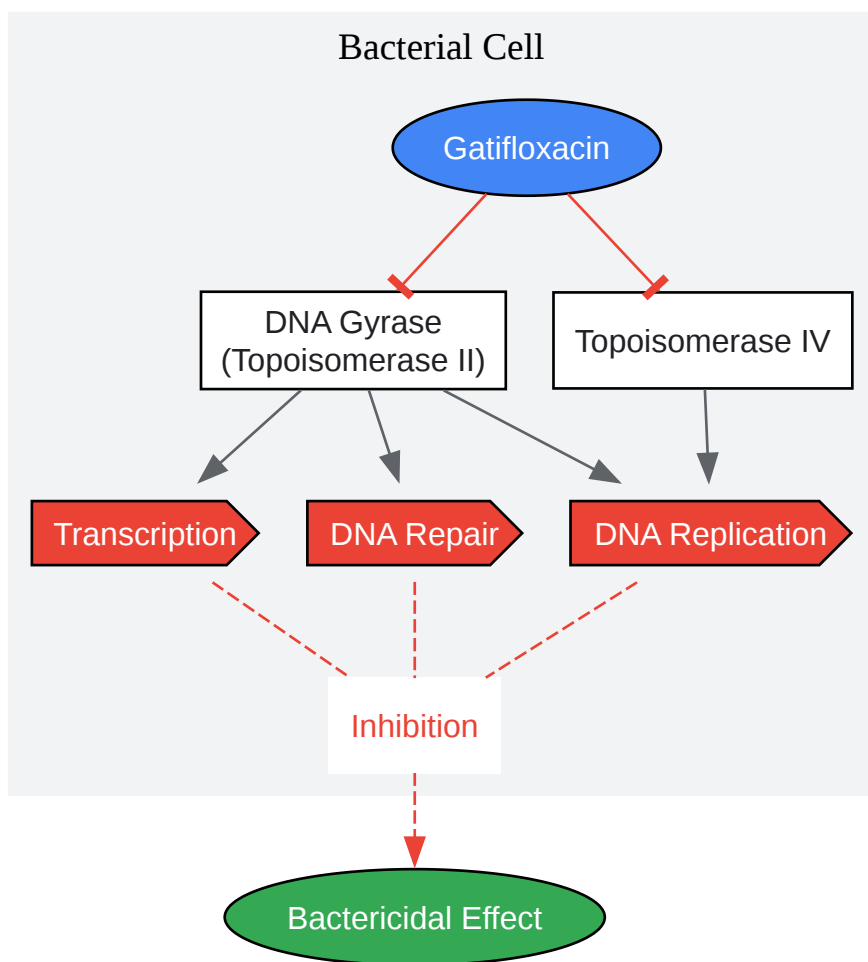 Bacterial Cell
Gatifloxacin
DNA Gyrase
(Topoisomerase II)
Topoisomerase IV
Transcription
DNA Repair
DNA Replication
Inhibition
Bactericidal Effect